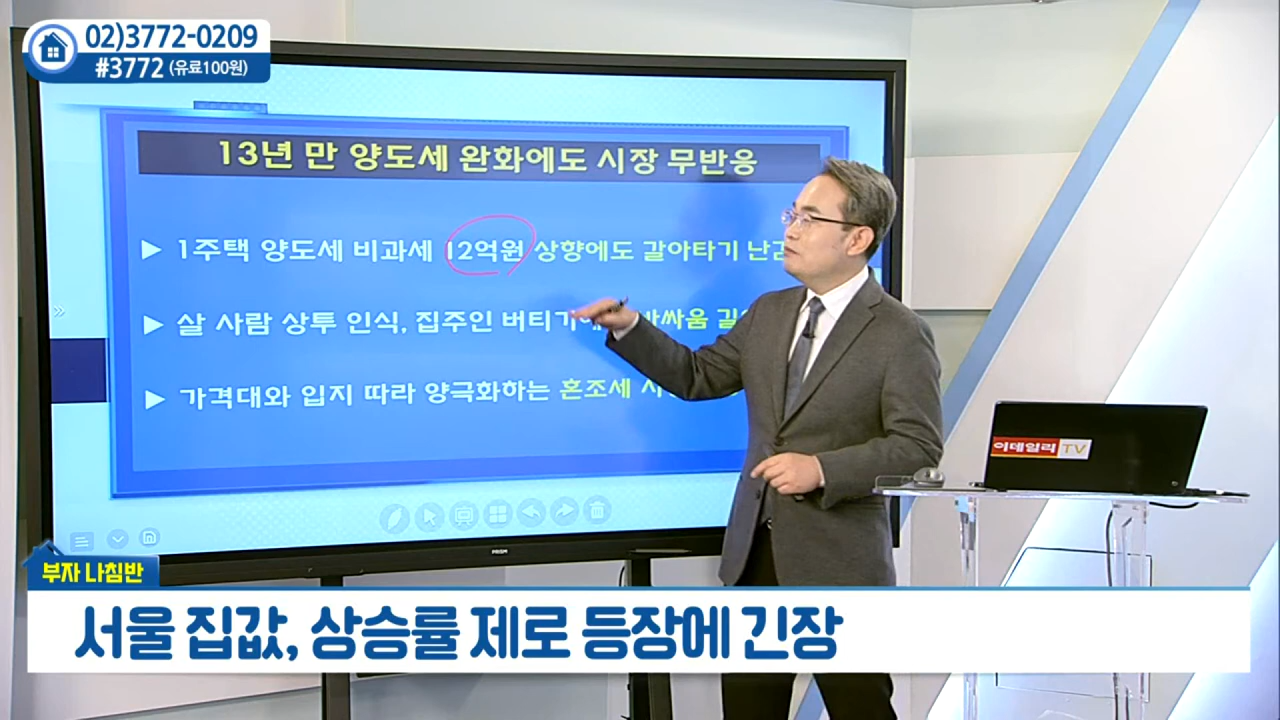 02)3772-0209
#3772 (유료100원)
13년 만 양도세 완화에도 시장 무반응
▶ 1주택 양도세 비과세 12억원 상향에도 갈아타기 난
▶ 살 사람 상투 인식, 집주인 버티기에 싸움
▶ 가격대와 입지 따라 양극화하는 혼조세
이데일리 TV
PRISM
부자 나침반
서울 집값, 상승률 제로 등장에 긴장